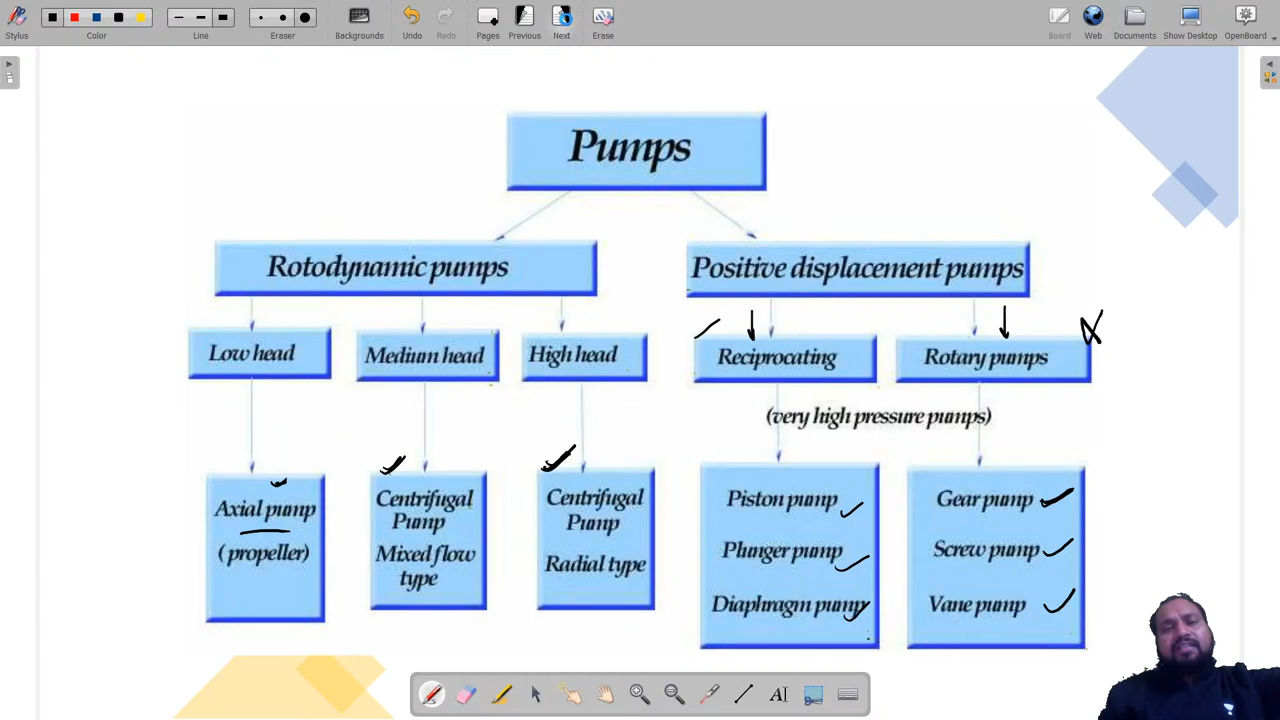 Stylus
Color
Line
Eraser
Backgrounds
Undo
Redo
Pages
Previous
Next
Erase
Board
Web
Documents
Show Desktop
OpenBoard
Pumps
Rotodynamic pumps
Positive displacement pumps
Low head
Medium head
High head
Reciprocating
Rotary pumps
(very high pressure pumps)
Axial pump
(propeller)
Centrifugal
Pump
Mixed flow
type
Centrifugal
Pump
Radial type
Piston pump
Plunger pump
Diaphragm pump
Gear pump
Screw pump
Vane pump